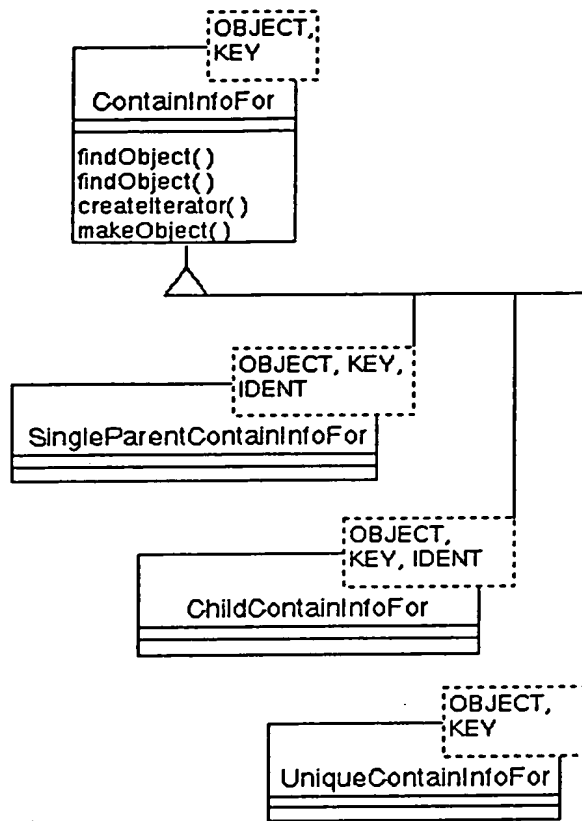 OBJECT,
KEY
ContainInfoFor
findObject()
findObject()
createIterator()
makeObject()
OBJECT, KEY,
IDENT
SingleParentContainInfoFor
OBJECT,
KEY, IDENT
ChildContainInfoFor
OBJECT,
KEY
UniqueContainInfoFor